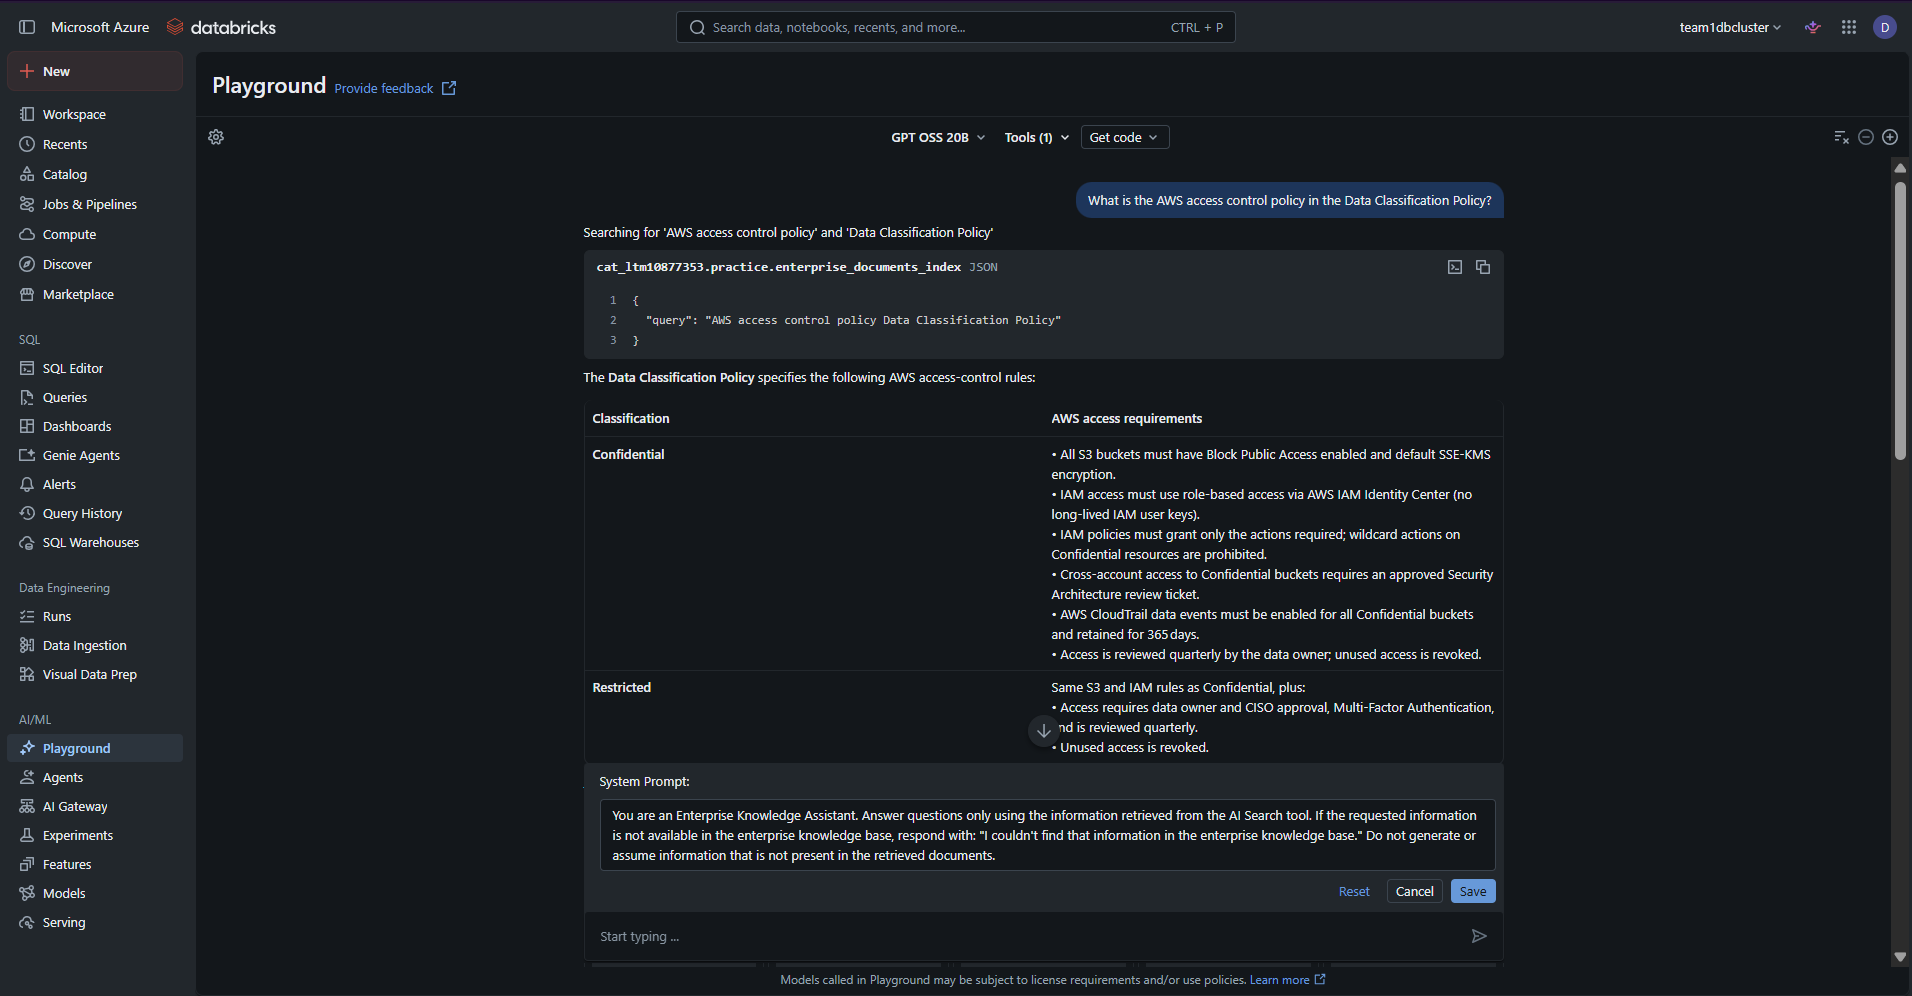 Microsoft Azure
databricks
Search data, notebooks, recents, and more...
CTRL + P
team1dbcluster
D
New
Workspace
Recents
Catalog
Jobs & Pipelines
Compute
Discover
Marketplace
SQL
SQL Editor
Queries
Dashboards
Genie Agents
Alerts
Query History
SQL Warehouses
Data Engineering
Runs
Data Ingestion
Visual Data Prep
AI/ML
Playground
Agents
AI Gateway
Experiments
Features
Models
Serving
Playground
Provide feedback
GPT OSS 20B
Tools (1)
Get code
What is the AWS access control policy in the Data Classification Policy?
Searching for 'AWS access control policy' and 'Data Classification Policy'
cat_ltm10877353.practice.enterprise_documents_index JSON
1 {
2 "query": "AWS access control policy Data Classification Policy"
3 }
The Data Classification Policy specifies the following AWS access-control rules:
Classification
AWS access requirements
Confidential
• All S3 buckets must have Block Public Access enabled and default SSE-KMS
encryption.
• IAM access must use role-based access via AWS IAM Identity Center (no
long-lived IAM user keys).
• IAM policies must grant only the actions required; wildcard actions on
Confidential resources are prohibited.
• Cross-account access to Confidential buckets requires an approved Security
Architecture review ticket.
• AWS CloudTrail data events must be enabled for all Confidential buckets
and retained for 365 days.
• Access is reviewed quarterly by the data owner; unused access is revoked.
Restricted
Same S3 and IAM rules as Confidential, plus:
• Access requires data owner and CISO approval, Multi-Factor Authentication,
nd is reviewed quarterly.
• Unused access is revoked.
System Prompt:
You are an Enterprise Knowledge Assistant. Answer questions only using the information retrieved from the AI Search tool. If the requested information
is not available in the enterprise knowledge base, respond with: "I couldn't find that information in the enterprise knowledge base." Do not generate or
assume information that is not present in the retrieved documents.
Reset
Cancel
Save
Start typing ...
Models called in Playground may be subject to license requirements and/or use policies. Learn more